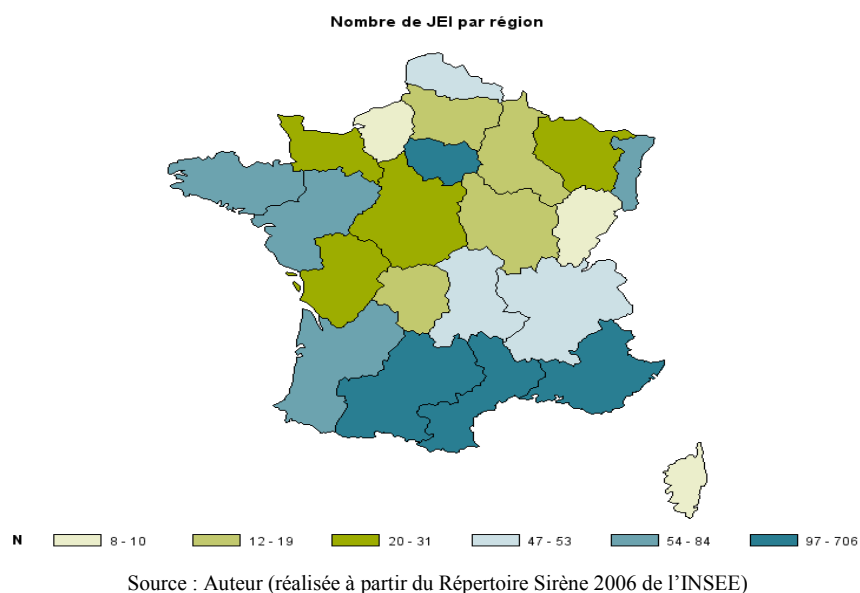 Nombre de JEI par région
N 8 - 10 12 - 19 20 - 31 47 - 53 54 - 84 97 - 706
Source : Auteur (réalisée à partir du Répertoire Sirène 2006 de l'INSEE)